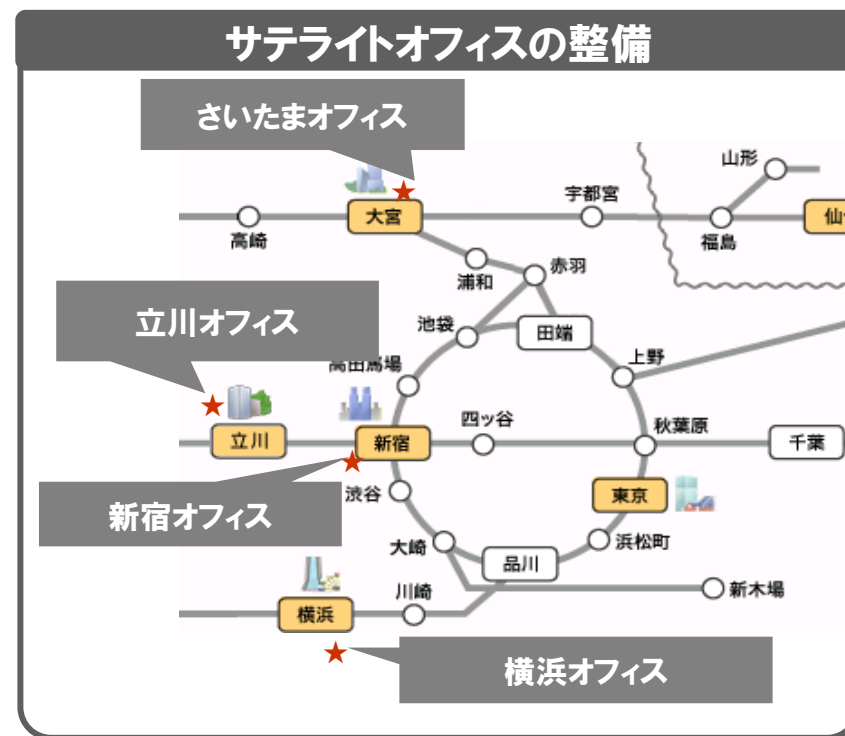 サテライトオフィスの整備
さいたまオフィス
山形
宇都宮
大宮
仙
高崎
福島
浦和
赤羽
立川オフィス
池袋
田端
高田馬場
上野
四ッ谷
秋葉原
立川
新宿
千葉
渋谷
東京
新宿オフィス
大崎
浜松町
品川
川崎
新木場
横浜
横浜オフィス